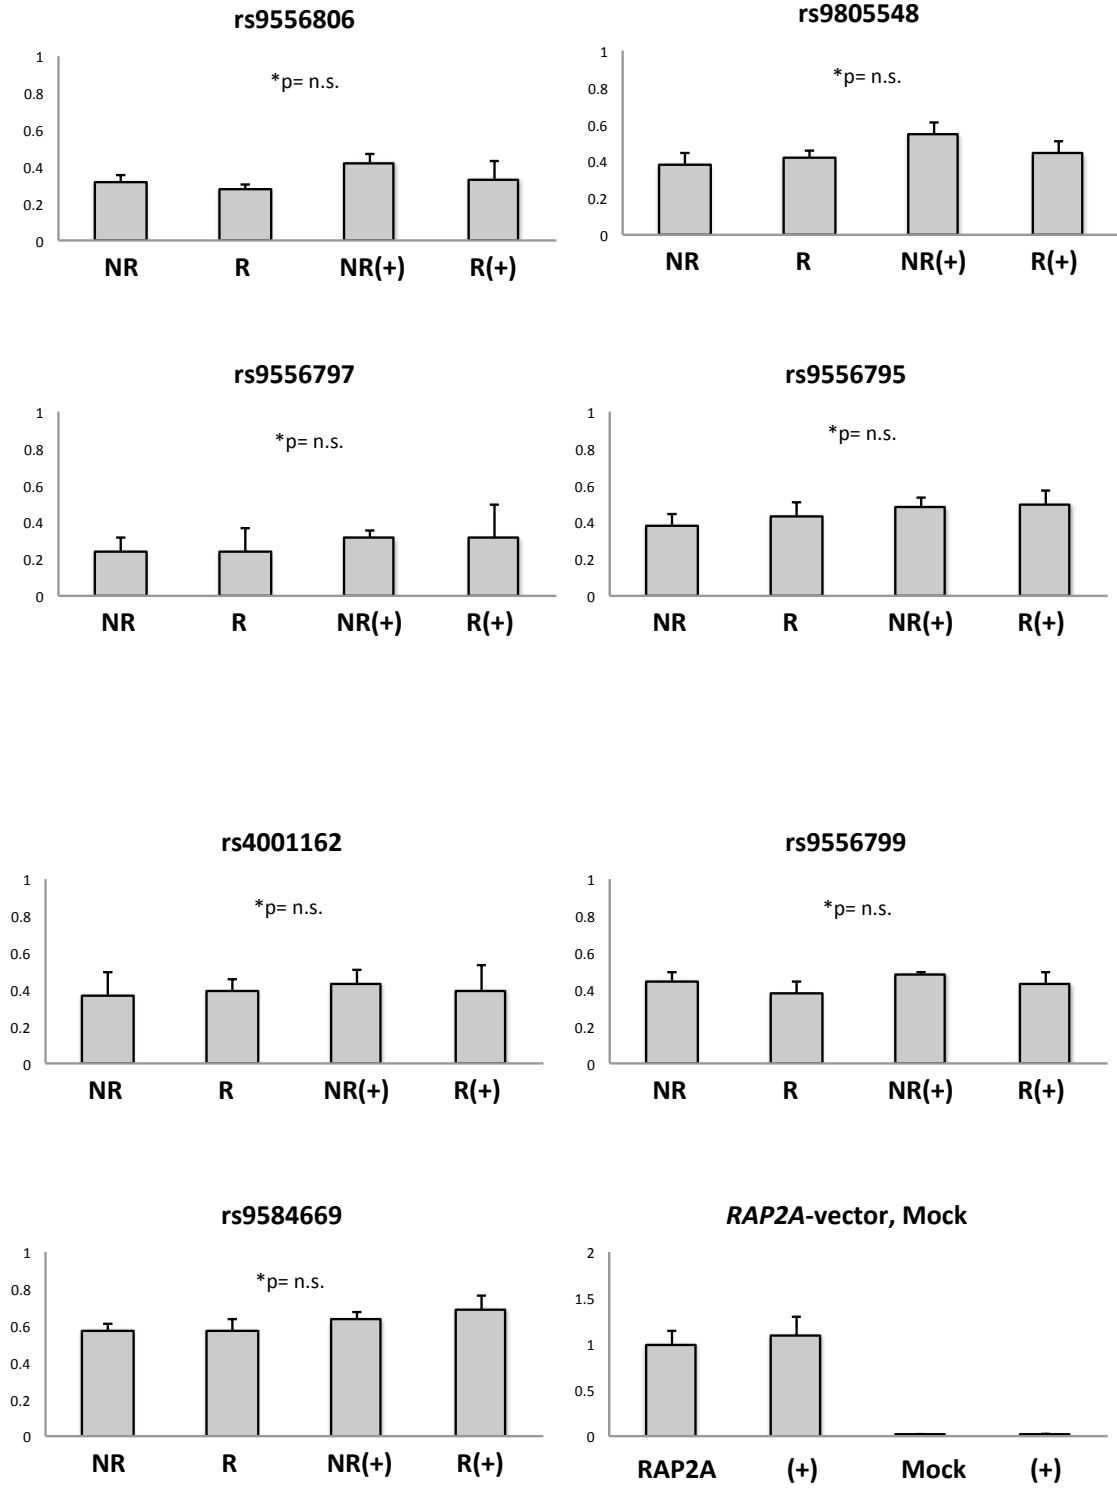 rs9556806
*p= n.s.
1
0.8
0.6
0.4
0.2
0
NR R NR(+) R(+)
rs9805548
*p= n.s.
1
0.8
0.6
0.4
0.2
0
NR R NR(+) R(+)
rs9556797
*p= n.s.
1
0.8
0.6
0.4
0.2
0
NR R NR(+) R(+)
rs9556795
*p= n.s.
1
0.8
0.6
0.4
0.2
0
NR R NR(+) R(+)
rs4001162
*p= n.s.
1
0.8
0.6
0.4
0.2
0
NR R NR(+) R(+)
rs9556799
*p= n.s.
1
0.8
0.6
0.4
0.2
0
NR R NR(+) R(+)
rs9584669
*p= n.s.
1
0.8
0.6
0.4
0.2
0
NR R NR(+) R(+)
RAP2A-vector, Mock
2
1.5
1
0.5
0
RAP2A (+) Mock (+)